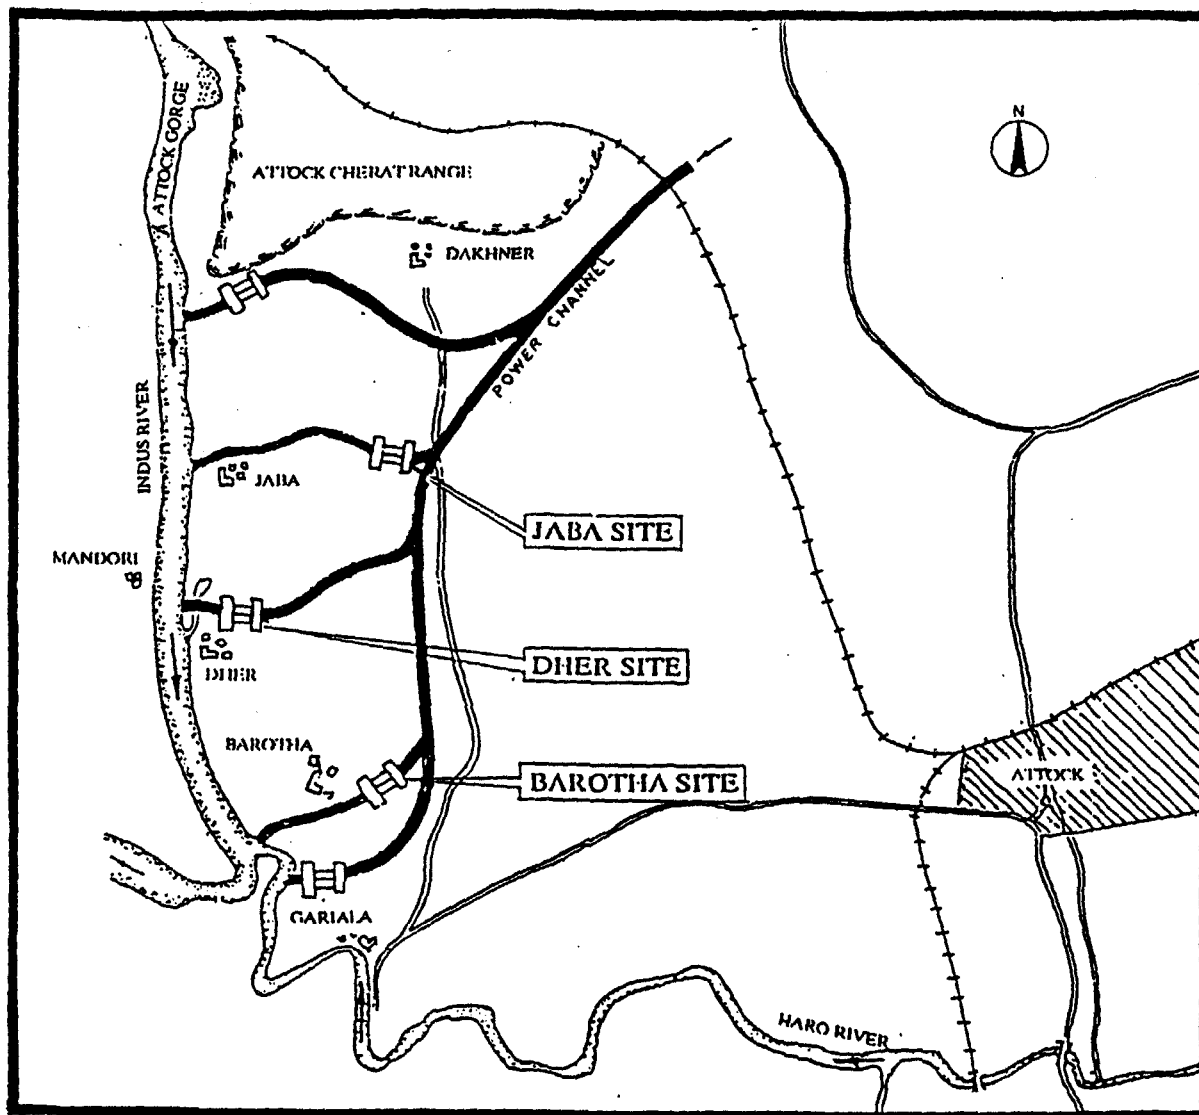 N
ATTOCK GORGE
ATTOCK CHERAT RANGE
DAKHNER
POWER CHANNEL
INDUS RIVER
JABA
JABA SITE
MANDORI
DHER SITE
DHER
BAROTHA
BAROTHA SITE
ATTOCK
GARIALA
HARO RIVER